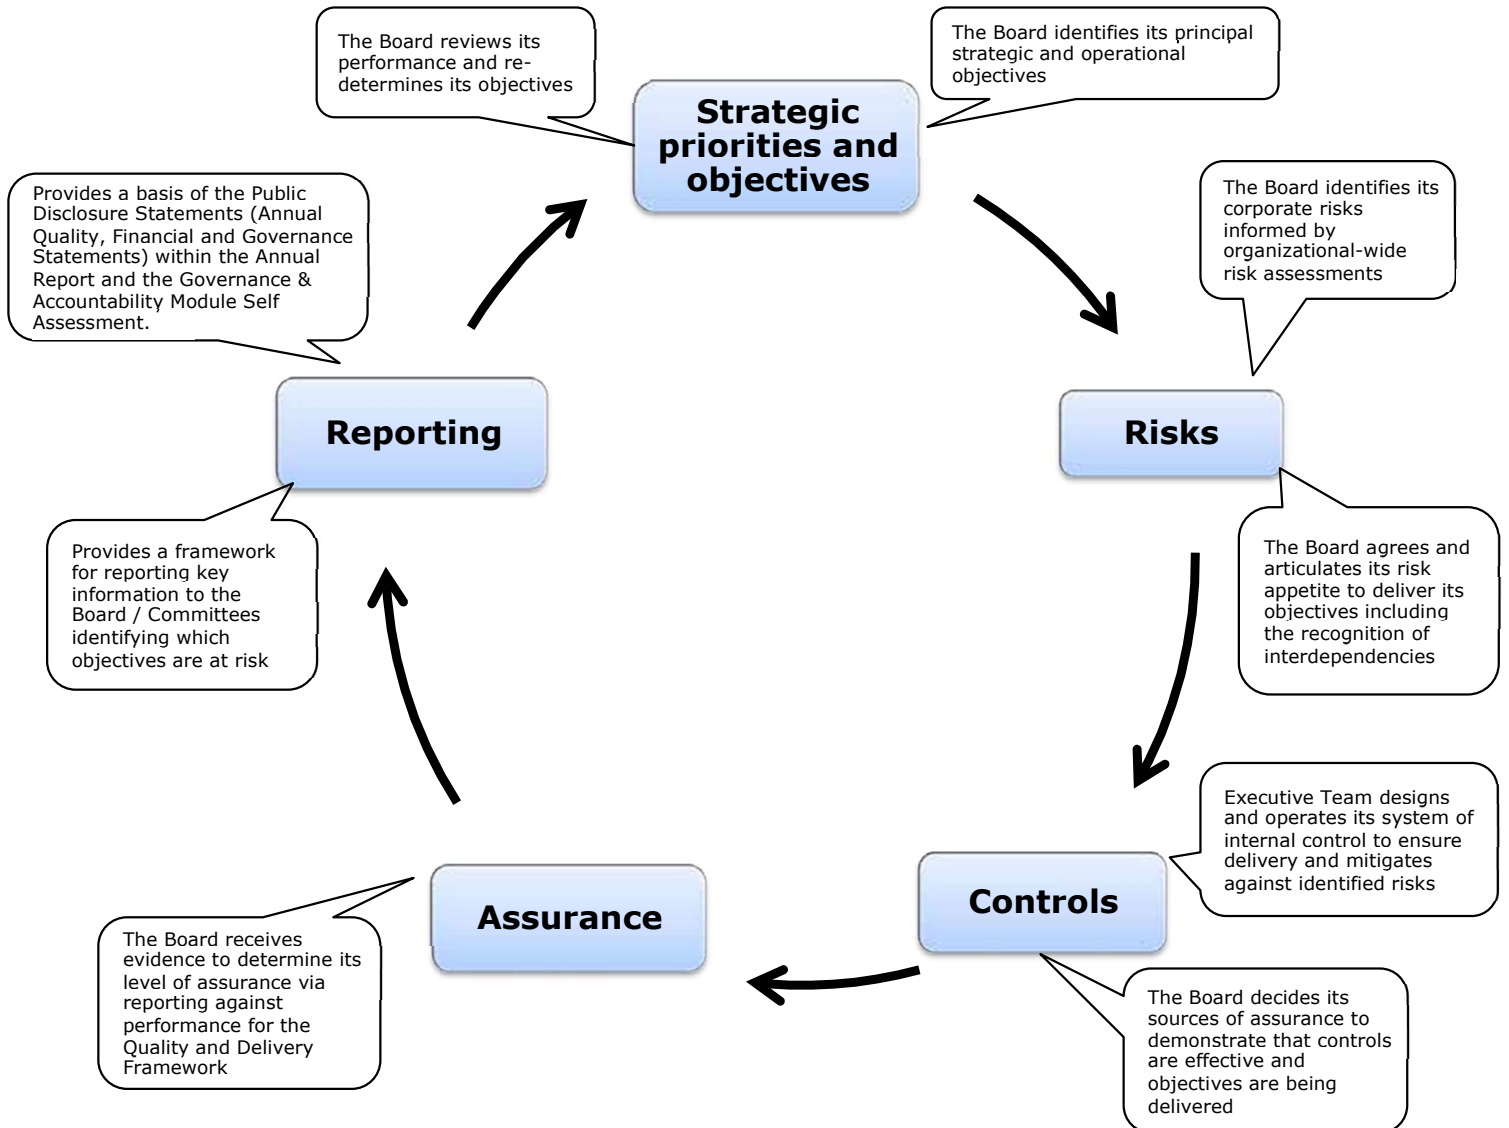 The Board reviews its
performance and re-
determines its objectives
The Board identifies its principal
strategic and operational
objectives
Strategic
priorities and
objectives
Provides a basis of the Public
Disclosure Statements (Annual
Quality, Financial and Governance
Statements) within the Annual
Report and the Governance &
Accountability Module Self
Assessment.
The Board identifies its
corporate risks
informed by
organizational-wide
risk assessments
Reporting
Risks
Provides a framework
for reporting key
information to the
Board / Committees
identifying which
objectives are at risk
The Board agrees and
articulates its risk
appetite to deliver its
objectives including
the recognition of
interdependencies
Executive Team designs
and operates its system of
internal control to ensure
delivery and mitigates
against identified risks
Assurance
Controls
The Board receives
evidence to determine its
level of assurance via
reporting against
performance for the
Quality and Delivery
Framework
The Board decides its
sources of assurance to
demonstrate that controls
are effective and
objectives are being
delivered